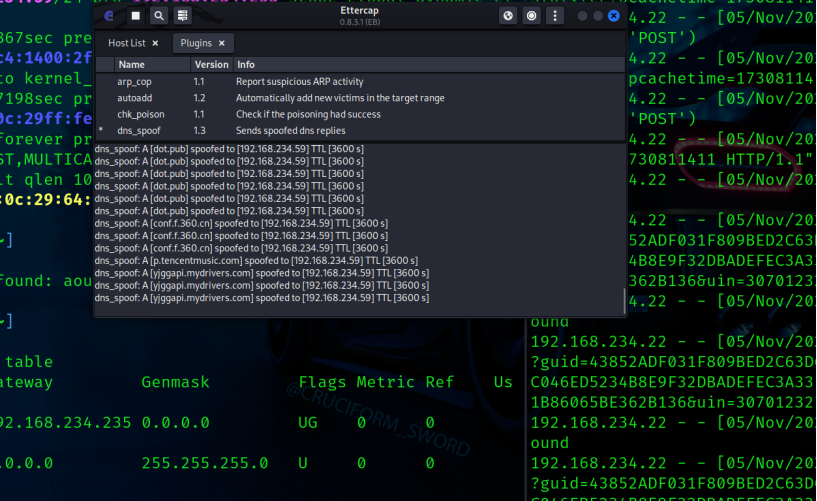 867sec pre
c4:1400:2f
to kernel_
7198sec pr
0c:29ff:fe
forever pr
ST,MULTICA
lt qlen 10
:0c:29:64:
~]
found: aou
~]
table
ateway Genmask Flags Metric Ref Us
92.168.234.235 0.0.0.0 UG 0 0
.0.0.0 255.255.255.0 U 0 0
Ettercap
0.8.3.1 (EB)
Host List ×
Plugins ×
Name Version Info
arp_cop 1.1 Report suspicious ARP activity
autoadd 1.2 Automatically add new victims in the target range
chk_poison 1.1 Check if the poisoning had success
* dns_spoof 1.3 Sends spoofed dns replies
dns_spoof: A [dot.pub] spoofed to [192.168.234.59] TTL [3600 s]
dns_spoof: A [dot.pub] spoofed to [192.168.234.59] TTL [3600 s]
dns_spoof: A [dot.pub] spoofed to [192.168.234.59] TTL [3600 s]
dns_spoof: A [dot.pub] spoofed to [192.168.234.59] TTL [3600 s]
dns_spoof: A [dot.pub] spoofed to [192.168.234.59] TTL [3600 s]
dns_spoof: A [dot.pub] spoofed to [192.168.234.59] TTL [3600 s]
dns_spoof: A [conf.f.360.cn] spoofed to [192.168.234.59] TTL [3600 s]
dns_spoof: A [conf.f.360.cn] spoofed to [192.168.234.59] TTL [3600 s]
dns_spoof: A [conf.f.360.cn] spoofed to [192.168.234.59] TTL [3600 s]
dns_spoof: A [p.tencentmusic.com] spoofed to [192.168.234.59] TTL [3600 s]
dns_spoof: A [yjggapi.mydrivers.com] spoofed to [192.168.234.59] TTL [3600 s]
dns_spoof: A [yjggapi.mydrivers.com] spoofed to [192.168.234.59] TTL [3600 s]
dns_spoof: A [yjggapi.mydrivers.com] spoofed to [192.168.234.59] TTL [3600 s]
4.22 - - [05/Nov/20
'POST')
4.22 - - [05/Nov/20
pcachetime=17308114
4.22 - - [05/Nov/20
'POST')
4.22 - - [05/Nov/20
730811411 HTTP/1.1"
4.22 - - [05/Nov/20
4.22 - - [05/Nov/20
52ADF031F809BED2C63D
4B8E9F32DBADEFEC3A33
362B136&uin=30701232
4.22 - - [05/Nov/20
ound
192.168.234.22 - - [05/Nov/20
?guid=43852ADF031F809BED2C63D
C046ED5234B8E9F32DBADEFEC3A33
1B86065BE362B136&uin=30701232
192.168.234.22 - - [05/Nov/20
ound
192.168.234.22 - - [05/Nov/20
?guid=43852ADF031F809BED2C63D
@CRUCIFORM_SWORD